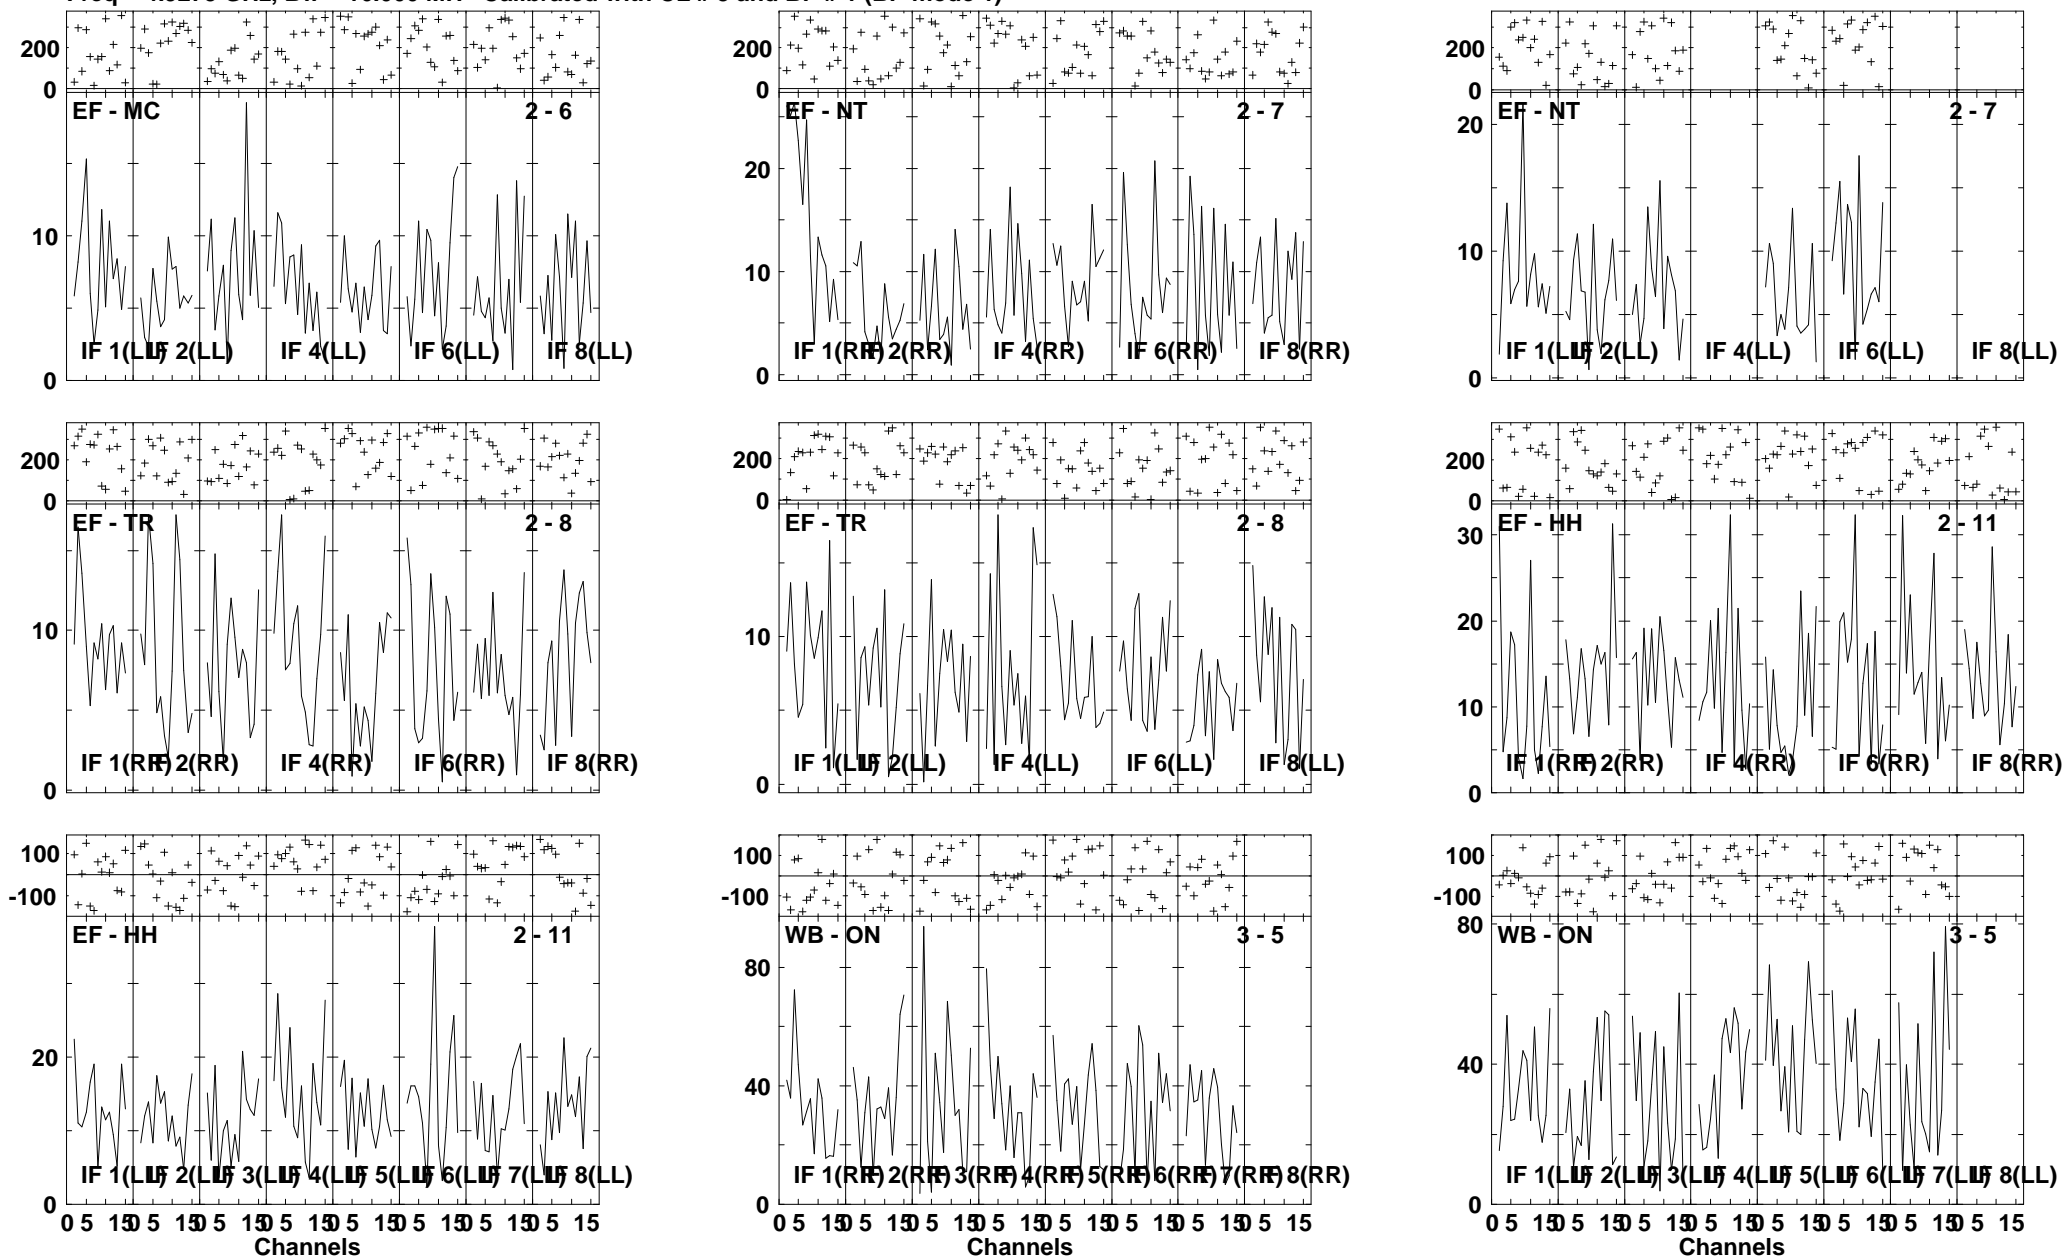 200
0
EF - MC
2 - 6
10
0
IF 1(LL)
IF 2(LL)
IF 4(LL)
IF 6(LL)
IF 8(LL)
200
0
EF - NT
2 - 7
20
10
0
IF 1(RR)
IF 2(RR)
IF 4(RR)
IF 6(RR)
IF 8(RR)
200
0
EF - NT
2 - 7
20
10
0
IF 1(LL)
IF 2(LL)
IF 4(LL)
IF 6(LL)
IF 8(LL)
200
0
EF - TR
2 - 8
10
0
IF 1(RR)
IF 2(RR)
IF 4(RR)
IF 6(RR)
IF 8(RR)
200
0
EF - TR
2 - 8
10
0
IF 1(LL)
IF 2(LL)
IF 4(LL)
IF 6(LL)
IF 8(LL)
200
0
EF - HH
2 - 11
30
20
10
0
IF 1(RR)
IF 2(RR)
IF 4(RR)
IF 6(RR)
IF 8(RR)
100
-100
EF - HH
2 - 11
20
0
IF 1(LL)
IF 2(LL)
IF 3(LL)
IF 4(LL)
IF 5(LL)
IF 6(LL)
IF 7(LL)
IF 8(LL)
0 5 15 0 5 15 0 5 15 0 5 15 0 5 15 0 5 15 0 5 15 0 5 15
Channels
100
-100
WB - ON
3 - 5
80
40
0
IF 1(RR)
IF 2(RR)
IF 3(RR)
IF 4(RR)
IF 5(RR)
IF 6(RR)
IF 7(RR)
IF 8(RR)
0 5 15 0 5 15 0 5 15 0 5 15 0 5 15 0 5 15 0 5 15 0 5 15
Channels
100
-100
WB - ON
3 - 5
80
40
0
IF 1(LL)
IF 2(LL)
IF 3(LL)
IF 4(LL)
IF 5(LL)
IF 6(LL)
IF 7(LL)
IF 8(LL)
0 5 15 0 5 15 0 5 15 0 5 15 0 5 15 0 5 15 0 5 15 0 5 15
Channels